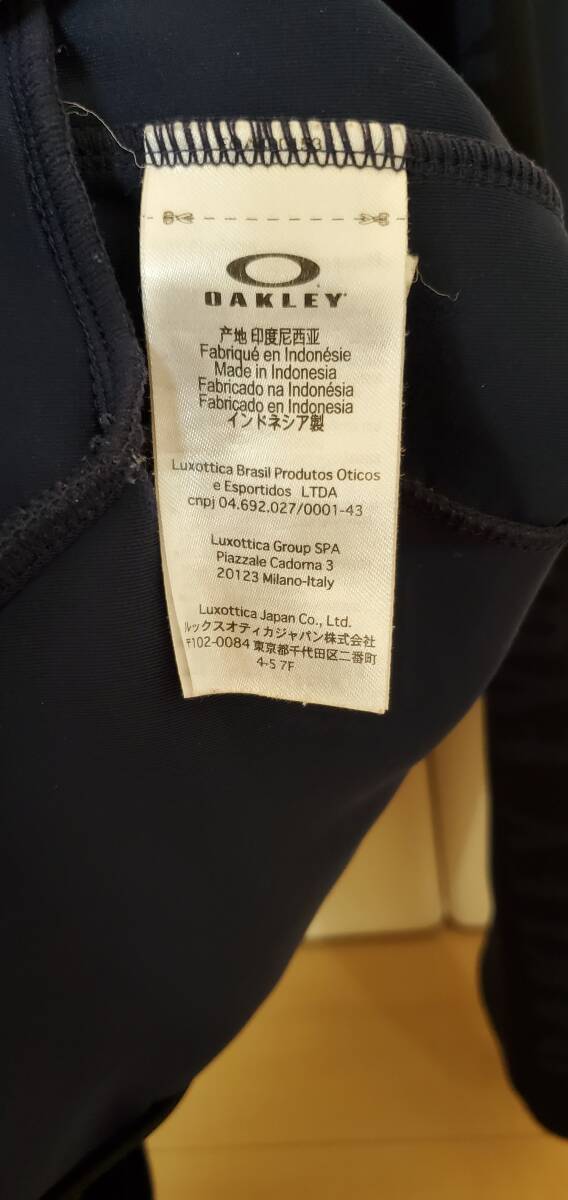 OAKLEY
产地 印度尼西亚
Fabriqué en Indonésie
Made in Indonesia
Fabricado na Indonésia
Fabricado en Indonesia
インドネシア製
Luxottica Brasil Produtos Oticos
e Esportidos LTDA
cnpj 04.692.027/0001-43
Luxottica Group SPA
Piazzale Cadorna 3
20123 Milano-Italy
Luxottica Japan Co., Ltd.
ルックスオティカジャパン株式会社
〒102-0084 東京都千代田区二番町
4-5 7F